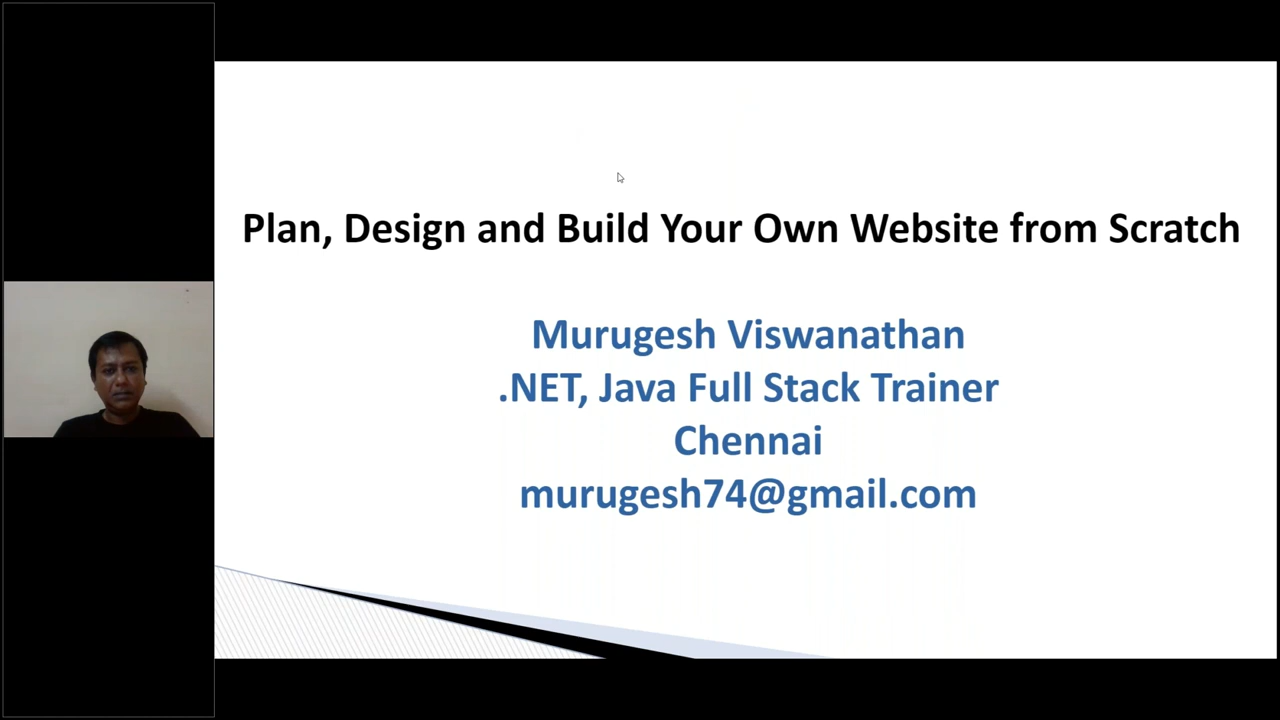 Plan, Design and Build Your Own Website from Scratch
Murugesh Viswanathan
.NET, Java Full Stack Trainer
Chennai
murugesh74@gmail.com